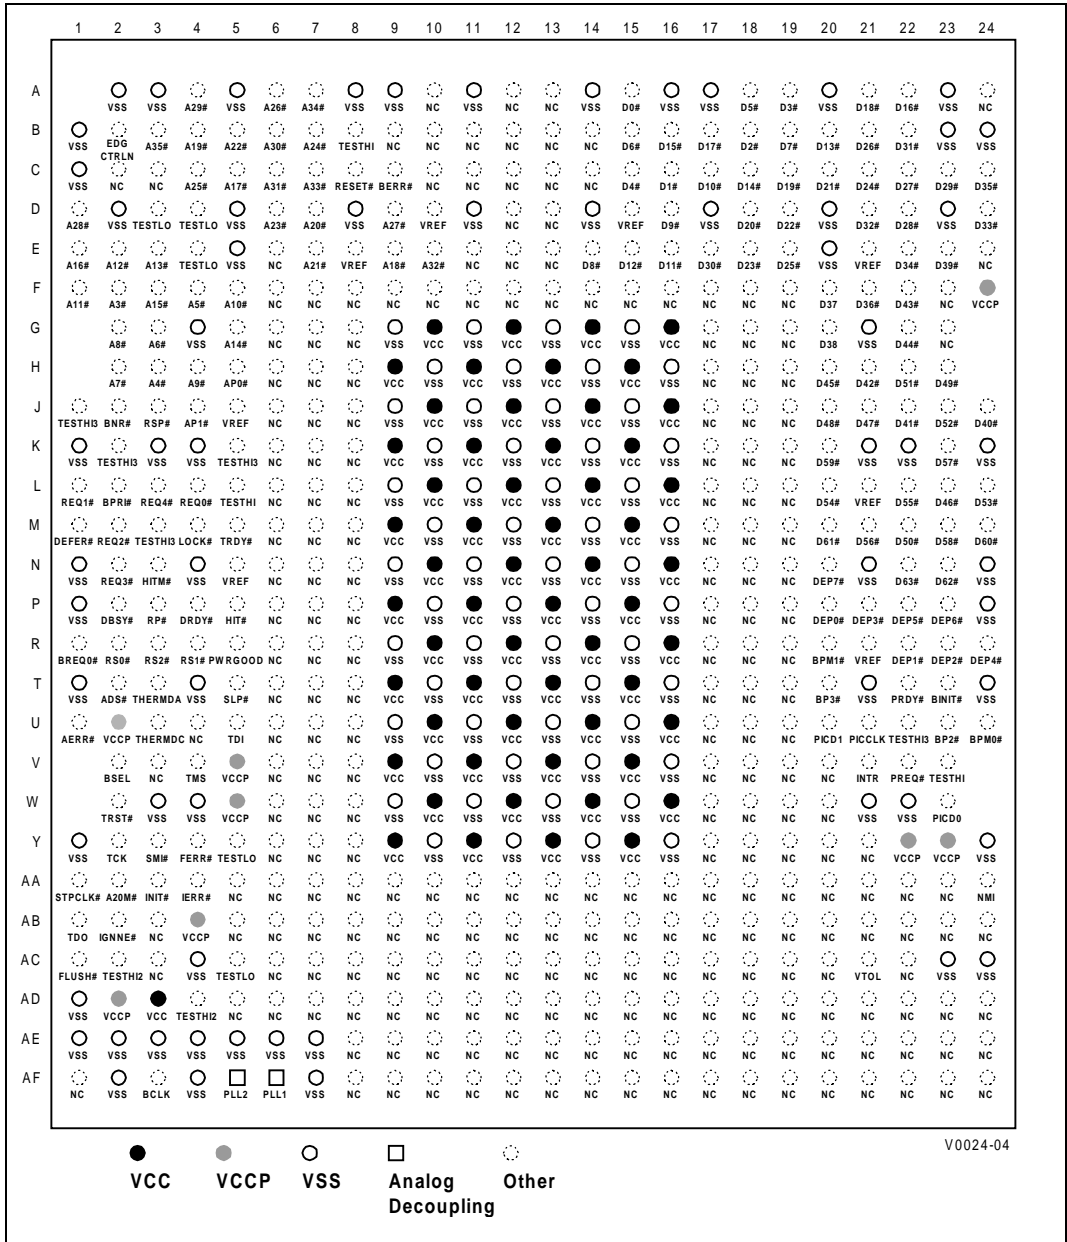 1 2 3 4 5 6 7 8 9 10 11 12 13 14 15 16 17 18 19 20 21 22 23 24
A
VSS VSS A29# VSS A26# A34# VSS VSS NC VSS NC NC VSS D0# VSS VSS D5# D3# VSS D18# D16# VSS NC
B
VSS EDG CTRLN A35# A19# A22# A30# A24# TESTHI NC NC NC NC NC NC D6# D15# D17# D2# D7# D13# D26# D31# VSS VSS
C
VSS NC NC A25# A17# A31# A33# RESET# BERR# NC NC NC NC NC D4# D1# D10# D14# D19# D21# D24# D27# D29# D35#
D
A28# VSS TESTLO TESTLO VSS A23# A20# VSS A27# VREF VSS NC NC VSS VREF D9# VSS D20# D22# VSS D32# D28# VSS D33#
E
A16# A12# A13# TESTLO VSS NC A21# VREF A18# A32# NC NC NC D8# D12# D11# D30# D23# D25# VSS VREF D34# D39# NC
F
A11# A3# A15# A5# A10# NC NC NC NC NC NC NC NC NC NC NC NC NC NC D37 D36# D43# NC VCCP
G
A8# A6# VSS A14# NC NC NC VSS VCC VSS VCC VSS VCC VSS VCC NC NC NC D38 VSS D44# NC
H
A7# A4# A9# AP0# NC NC NC VCC VSS VCC VSS VCC VSS VCC VSS NC NC NC D45# D42# D51# D49#
J
TESTHI3 BNR# RSP# AP1# VREF NC NC NC VSS VCC VSS VCC VSS VCC VSS VCC NC NC NC D48# D47# D41# D52# D40#
K
VSS TESTHI3 VSS VSS TESTHI3 NC NC NC VCC VSS VCC VSS VCC VSS VCC VSS NC NC NC D59# VSS VSS D57# VSS
L
REQ1# BPRI# REQ4# REQ0# TESTHI NC NC NC VSS VCC VSS VCC VSS VCC VSS VCC NC NC NC D54# VREF D55# D46# D53#
M
DEFER# REQ2# TESTHI3 LOCK# TRDY# NC NC NC VCC VSS VCC VSS VCC VSS VCC VSS NC NC NC D61# D56# D50# D58# D60#
N
VSS REQ3# HITM# VSS VREF NC NC NC VSS VCC VSS VCC VSS VCC VSS VCC NC NC NC DEP7# VSS D63# D62# VSS
P
VSS DBSY# RP# DRDY# HIT# NC NC NC VCC VSS VCC VSS VCC VSS VCC VSS NC NC NC DEP0# DEP3# DEP5# DEP6# VSS
R
BREQ0# RS0# RS2# RS1# PWRGOOD NC NC NC VSS VCC VSS VCC VSS VCC VSS VCC NC NC NC BPM1# VREF DEP1# DEP2# DEP4#
T
VSS ADS# THERMDA VSS SLP# NC NC NC VCC VSS VCC VSS VCC VSS VCC VSS NC NC NC BP3# VSS PRDY# BINIT# VSS
U
AERR# VCCP THERMDC NC TDI NC NC NC VSS VCC VSS VCC VSS VCC VSS VCC NC NC NC PICD1 PICCLK TESTHI3 BP2# BPM0#
V
BSEL NC TMS VCCP NC NC NC VCC VSS VCC VSS VCC VSS VCC VSS NC NC NC NC INTR PREQ# TESTHI
W
TRST# VSS VSS VCCP NC NC NC VSS VCC VSS VCC VSS VCC VSS VCC NC NC NC NC VSS VSS PICD0
Y
VSS TCK SMI# FERR# TESTLO NC NC NC VCC VSS VCC VSS VCC VSS VCC VSS NC NC NC NC NC VCCP VCCP VSS
AA
STPCLK# A20M# INIT# IERR# NC NC NC NC NC NC NC NC NC NC NC NC NC NC NC NC NC NC NC NMI
AB
TDO IGNNE# NC VCCP NC NC NC NC NC NC NC NC NC NC NC NC NC NC NC NC NC NC NC NC
AC
FLUSH# TESTHI2 NC VSS TESTLO NC NC NC NC NC NC NC NC NC NC NC NC NC NC NC VTOL NC VSS VSS
AD
VSS VCCP VCC TESTHI2 NC NC NC NC NC NC NC NC NC NC NC NC NC NC NC NC NC NC NC NC
AE
VSS VSS VSS VSS VSS VSS VSS NC NC NC NC NC NC NC NC NC NC NC NC NC NC NC NC NC
AF
NC VSS BCLK VSS PLL2 PLL1 VSS NC NC NC NC NC NC NC NC NC NC NC NC NC NC NC NC NC
V0024-04
VCC VCCP VSS Analog Decoupling Other